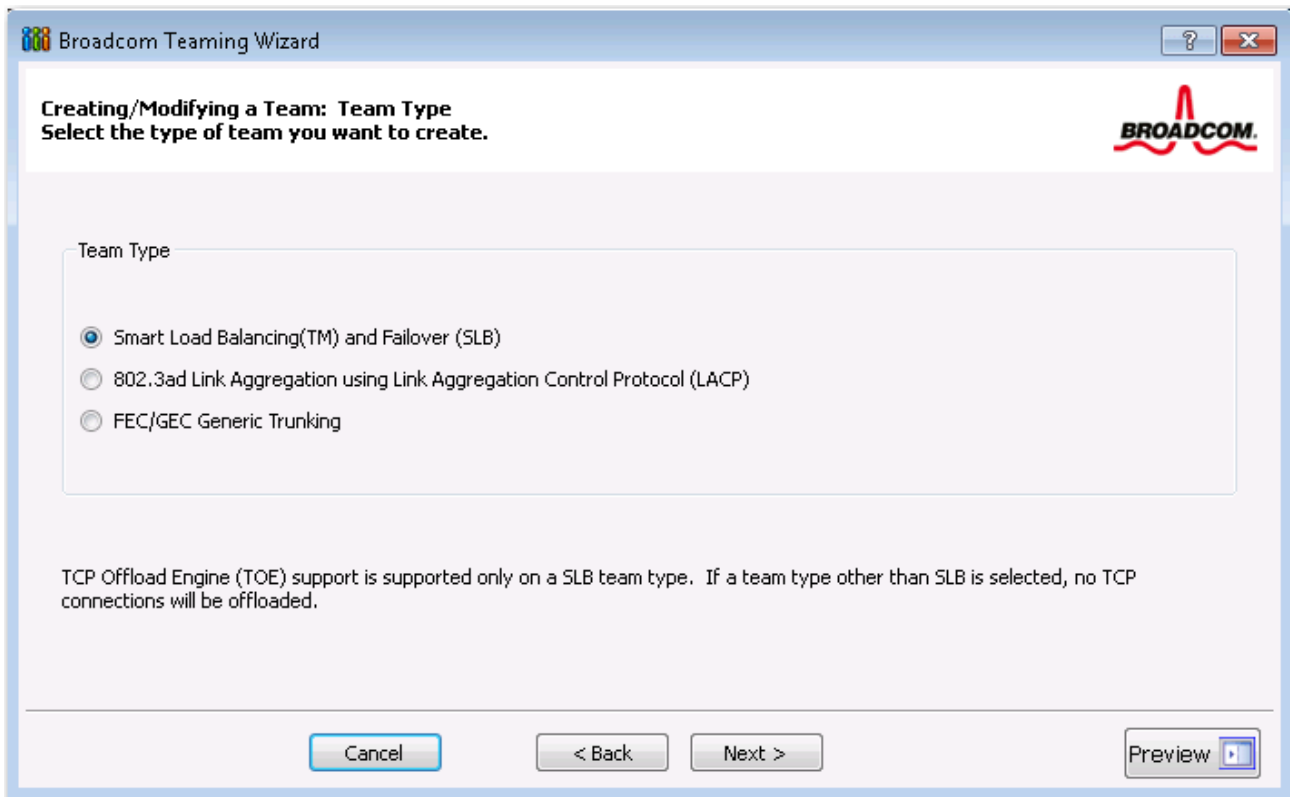 Broadcom Teaming Wizard
?
Creating/Modifying a Team: Team Type
Select the type of team you want to create.
BROADCOM.
Team Type
Smart Load Balancing(TM) and Failover (SLB)
802.3ad Link Aggregation using Link Aggregation Control Protocol (LACP)
FEC/GEC Generic Trunking
TCP Offload Engine (TOE) support is supported only on a SLB team type. If a team type other than SLB is selected, no TCP
connections will be offloaded.
Cancel
< Back
Next >
Preview